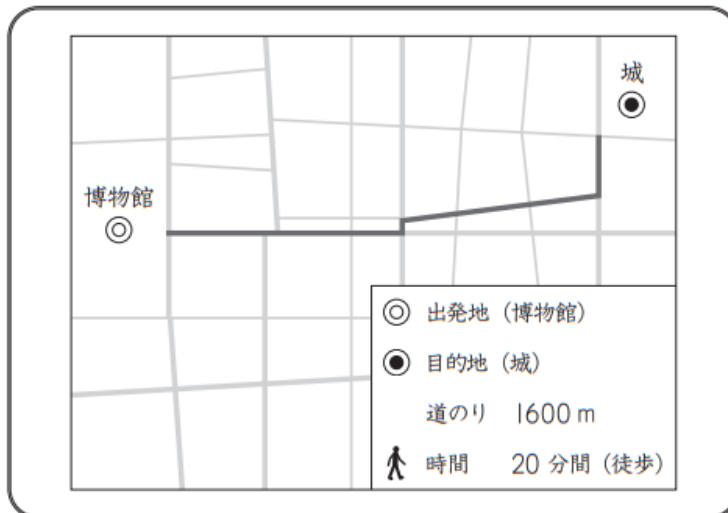 城
博物館
出発地（博物館）
目的地（城）
道のり 1600 m
時間 20 分間（徒歩）